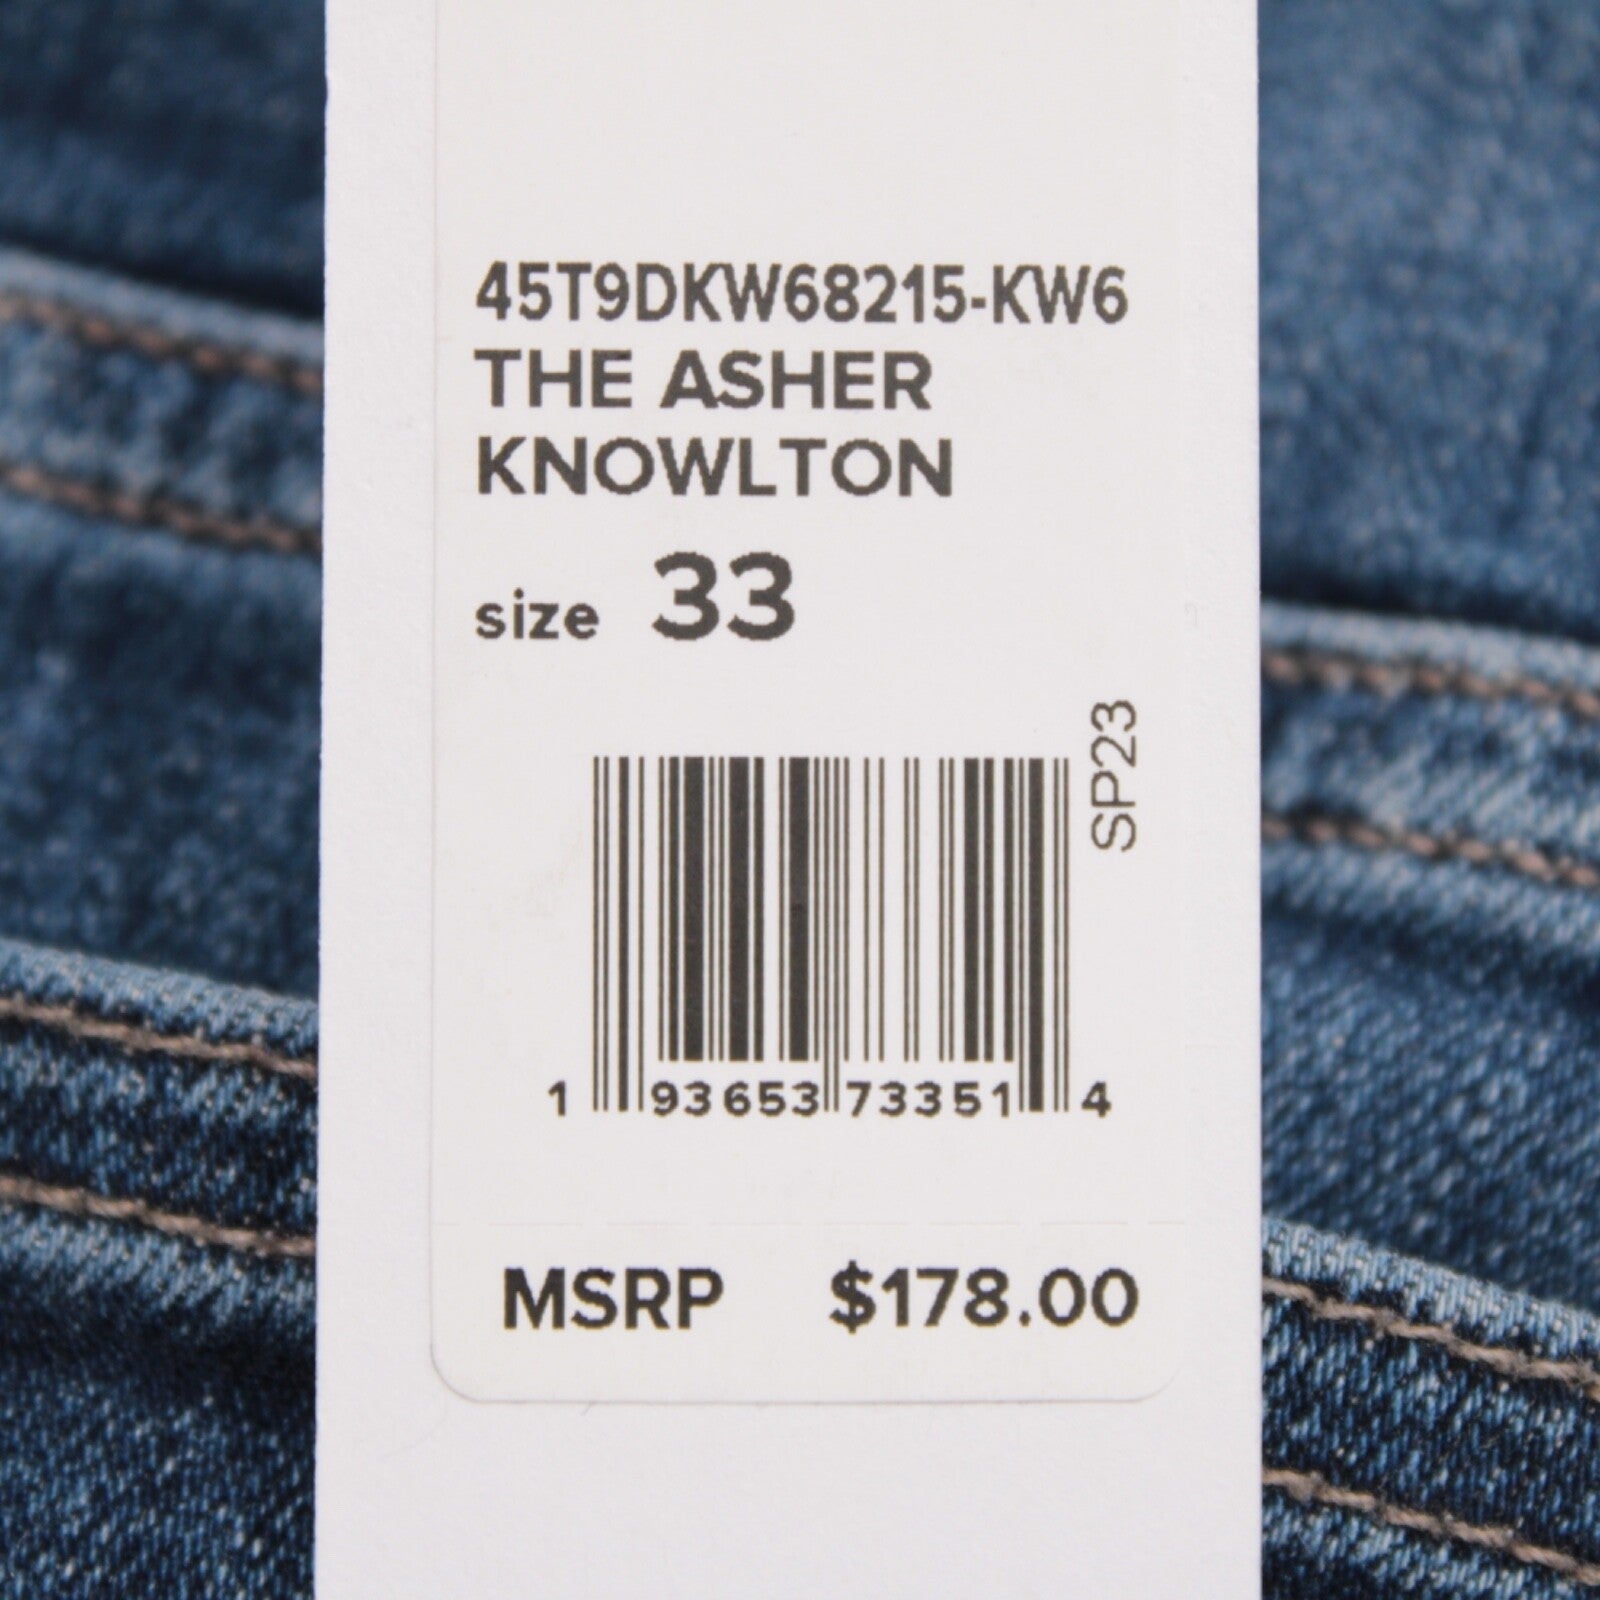 45T9DKW68215-KW6
THE ASHER
KNOWLTON
size 33
SP23
1 93653 73351 4
MSRP $178.00